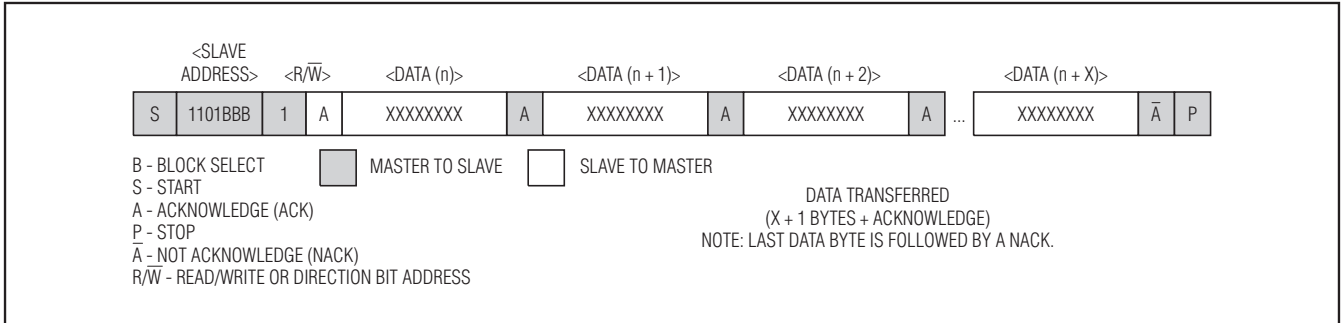 <SLAVE
ADDRESS> <R/W̅> <DATA (n)> <DATA (n + 1)> <DATA (n + 2)> <DATA (n + X)>
S 1101BBB 1 A XXXXXXXX A XXXXXXXX A XXXXXXXX A ... XXXXXXXX A̅ P
B - BLOCK SELECT
S - START
A - ACKNOWLEDGE (ACK)
P - STOP
A̅ - NOT ACKNOWLEDGE (NACK)
R/W̅ - READ/WRITE OR DIRECTION BIT ADDRESS
MASTER TO SLAVE
SLAVE TO MASTER
DATA TRANSFERRED
(X + 1 BYTES + ACKNOWLEDGE)
NOTE: LAST DATA BYTE IS FOLLOWED BY A NACK.